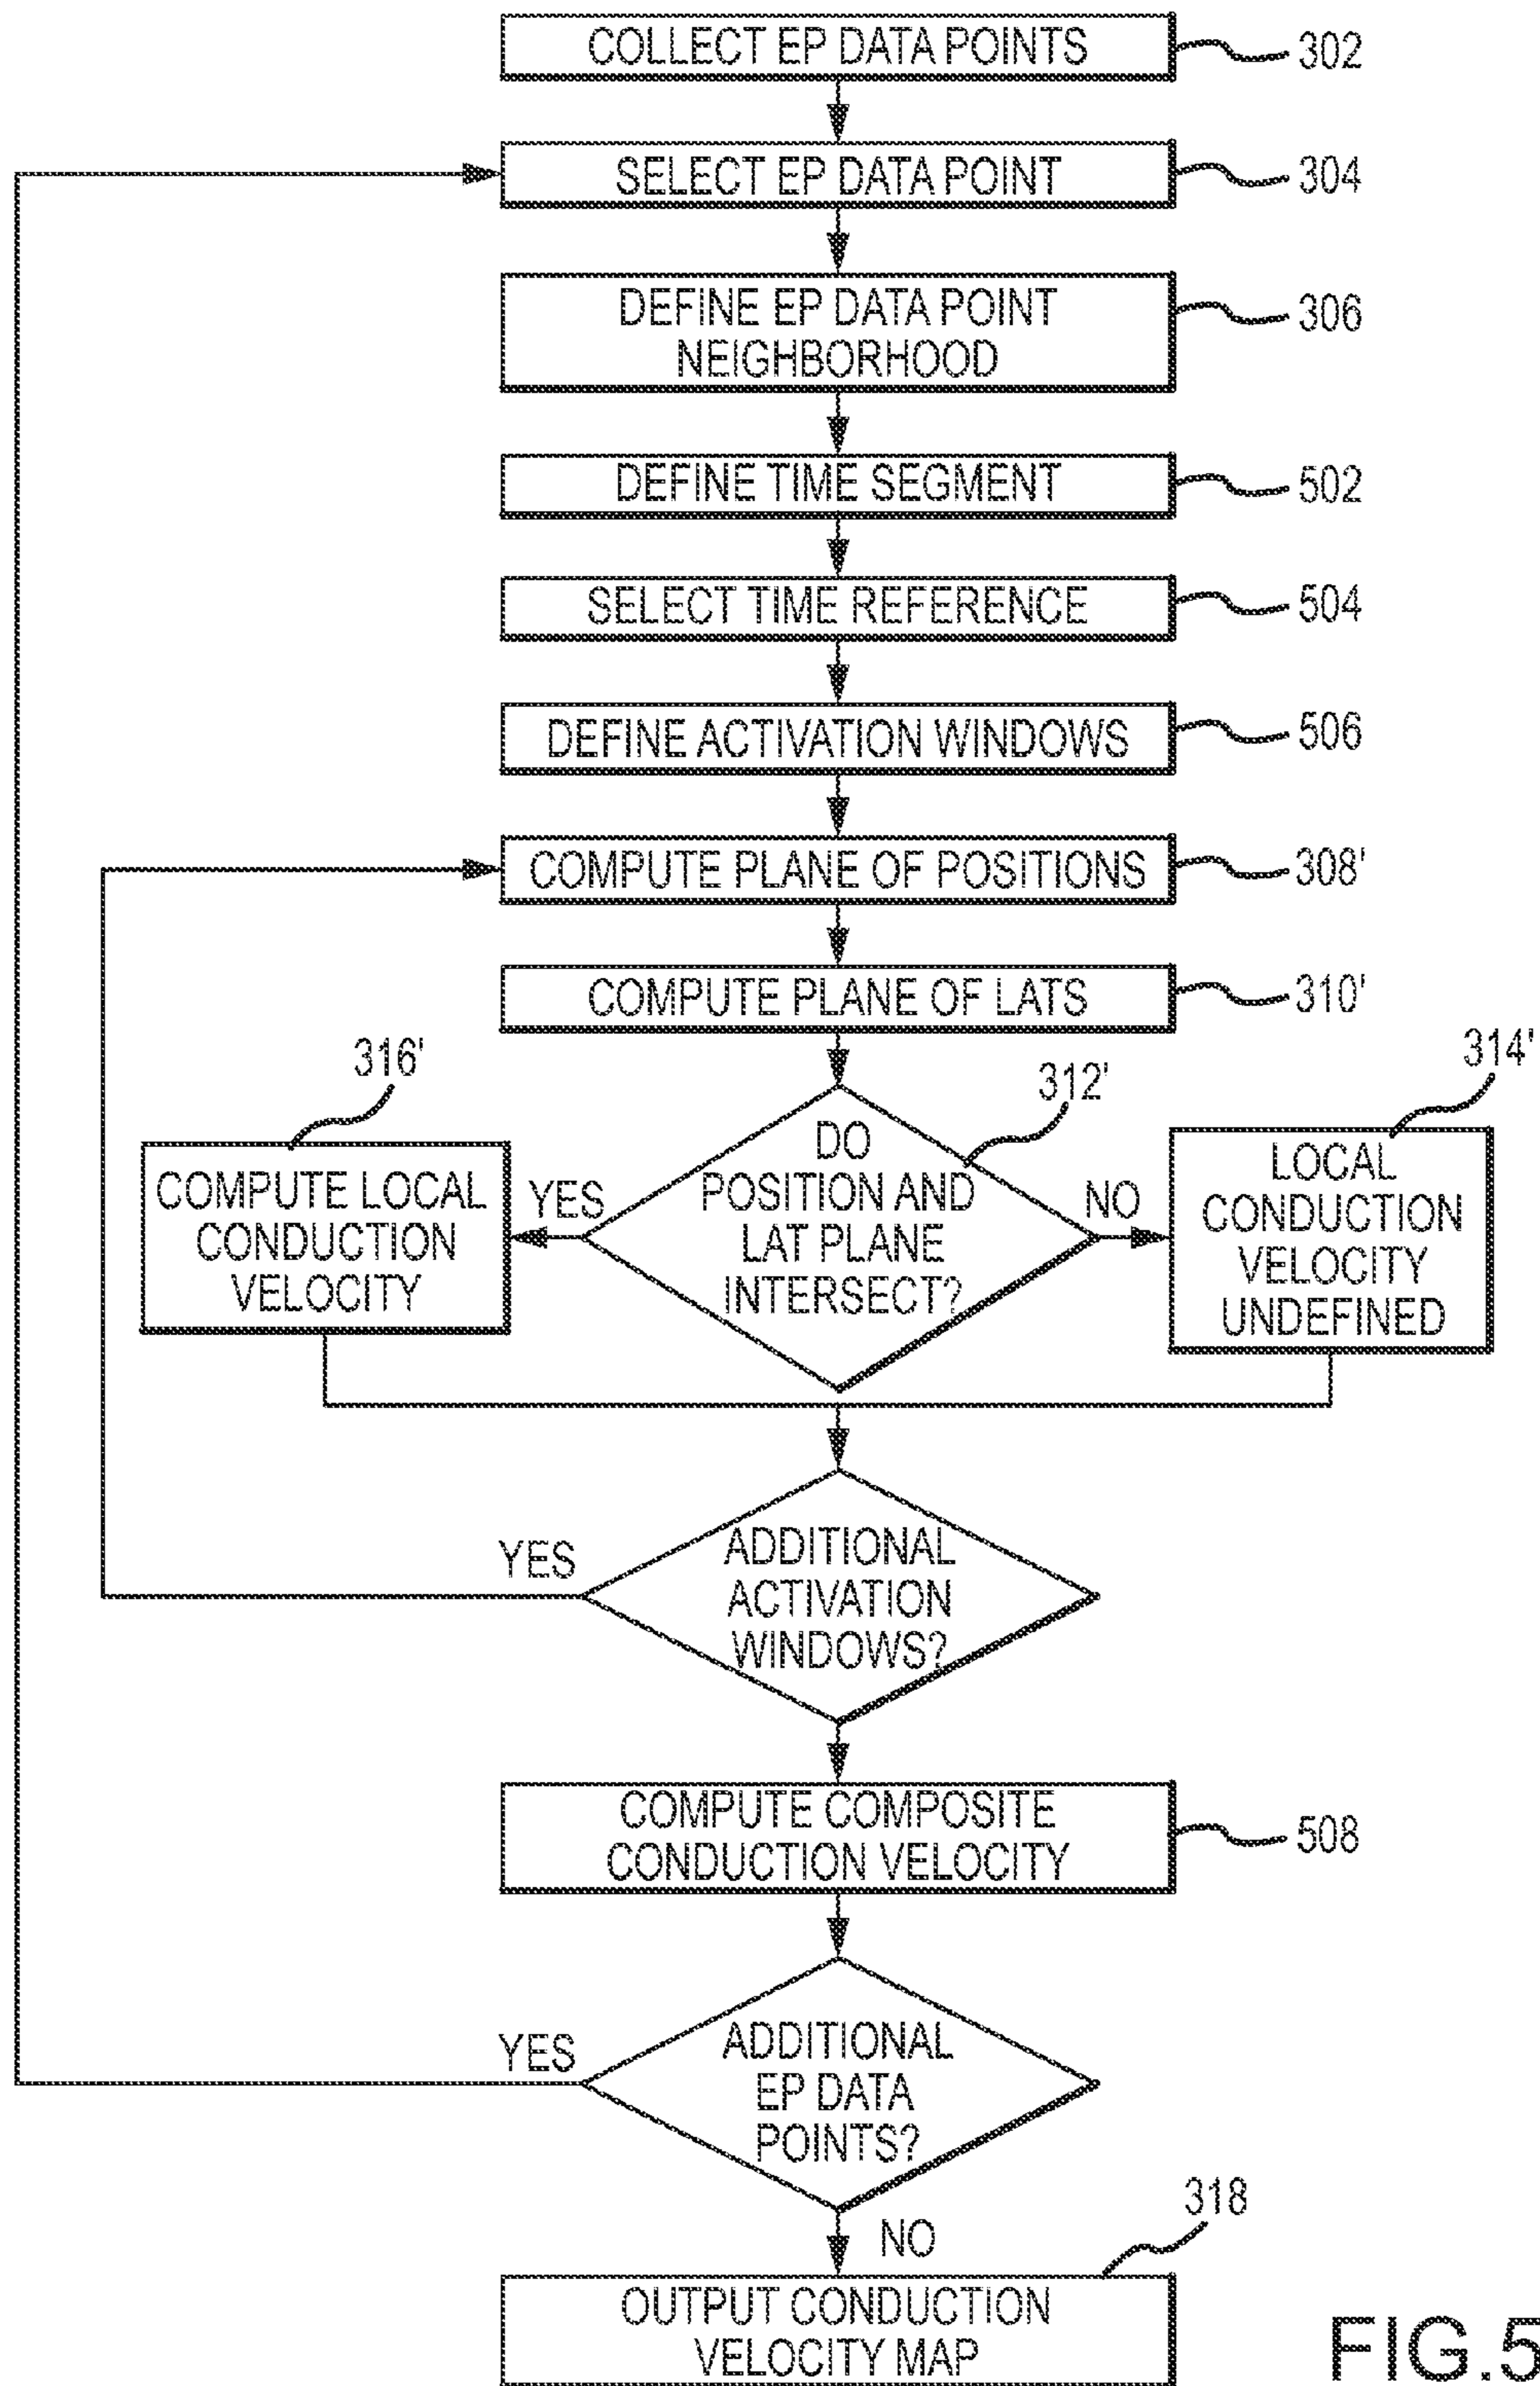 COLLECT EP DATA POINTS
302
SELECT EP DATA POINT
304
DEFINE EP DATA POINT
NEIGHBORHOOD
306
DEFINE TIME SEGMENT
502
SELECT TIME REFERENCE
504
DEFINE ACTIVATION WINDOWS
506
COMPUTE PLANE OF POSITIONS
308'
COMPUTE PLANE OF LATS
310'
316'
312'
314'
COMPUTE LOCAL
CONDUCTION
VELOCITY
YES
DO
POSITION AND
LAT PLANE
INTERSECT?
NO
LOCAL
CONDUCTION
VELOCITY
UNDEFINED
YES
ADDITIONAL
ACTIVATION
WINDOWS?
COMPUTE COMPOSITE
CONDUCTION VELOCITY
508
YES
ADDITIONAL
EP DATA
POINTS?
NO
318
OUTPUT CONDUCTION
VELOCITY MAP
FIG.5